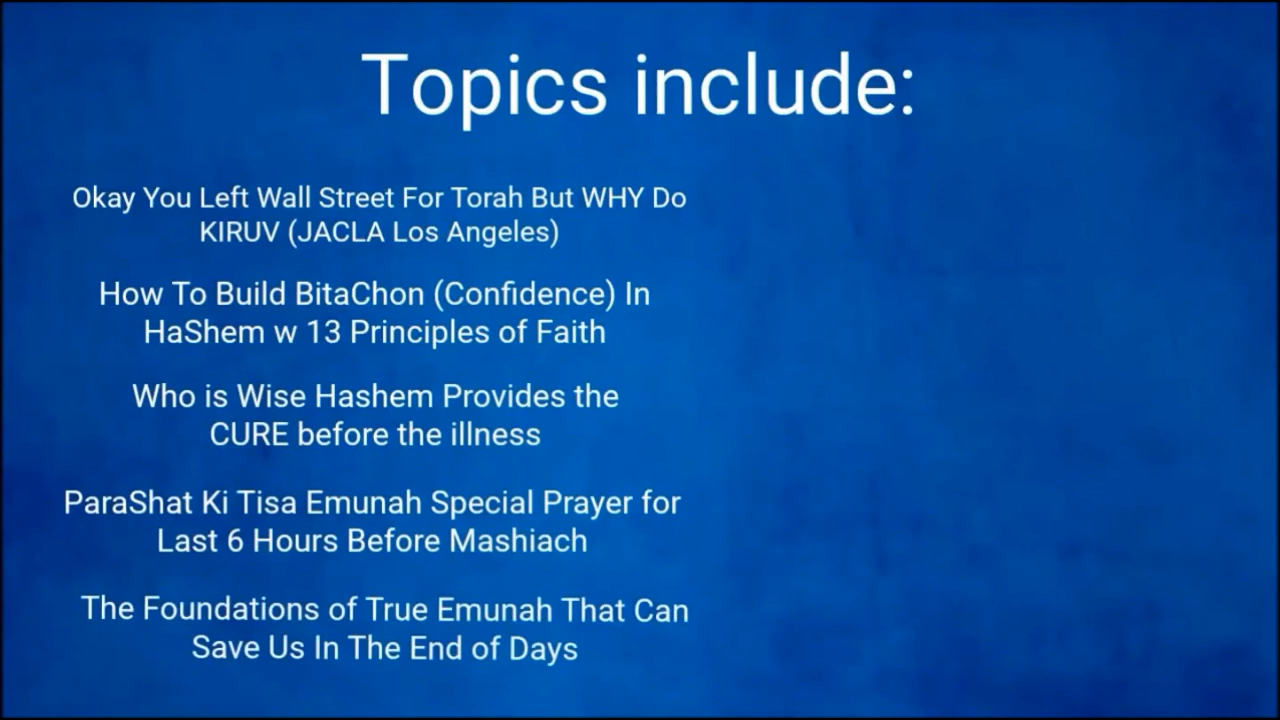 Topics include:
Okay You Left Wall Street For Torah But WHY Do
KIRUV (JACLA Los Angeles)
How To Build BitaChon (Confidence) In
HaShem w 13 Principles of Faith
Who is Wise Hashem Provides the
CURE before the illness
ParaShat Ki Tisa Emunah Special Prayer for
Last 6 Hours Before Mashiach
The Foundations of True Emunah That Can
Save Us In The End of Days